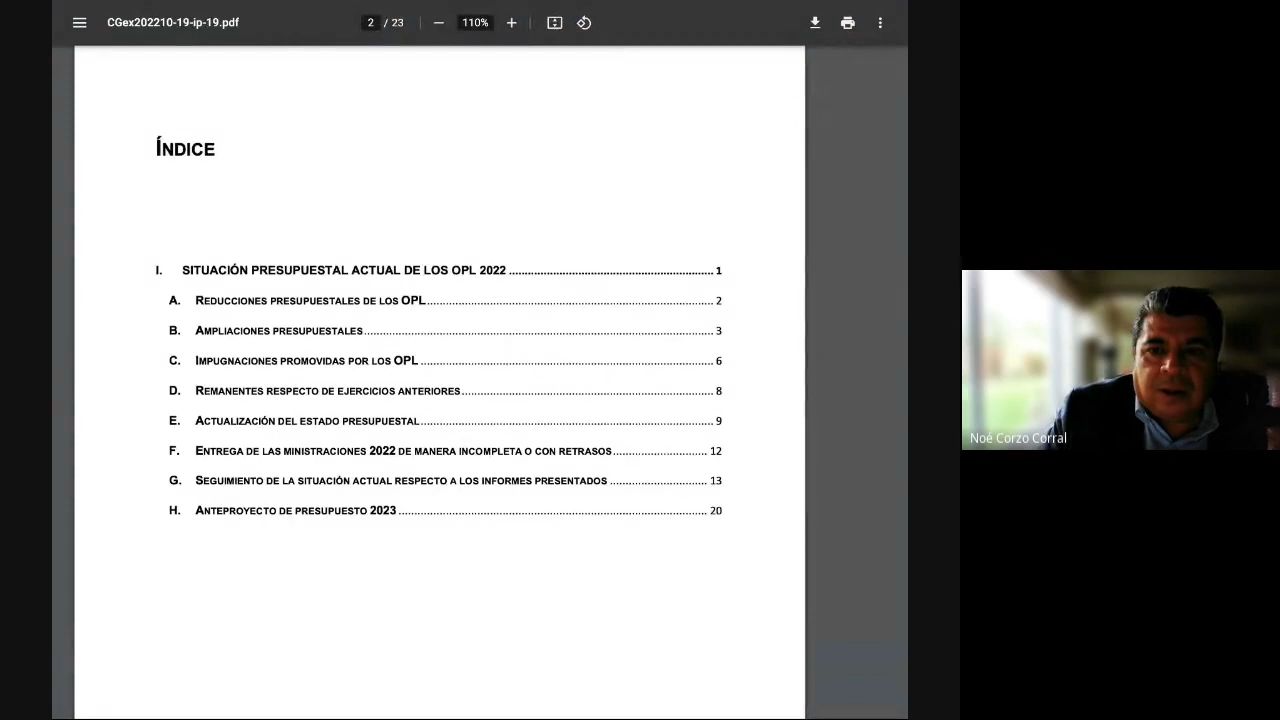 CGex202210-19-ip-19.pdf
2 / 23
110%
ÍNDICE
I. SITUACIÓN PRESUPUESTAL ACTUAL DE LOS OPL 2022 ........ 1
A. REDUCCIONES PRESUPUESTALES DE LOS OPL ........ 2
B. AMPLIACIONES PRESUPUESTALES ........ 3
C. IMPUGNACIONES PROMOVIDAS POR LOS OPL ........ 6
D. REMANENTES RESPECTO DE EJERCICIOS ANTERIORES ........ 8
E. ACTUALIZACIÓN DEL ESTADO PRESUPUESTAL ........ 9
F. ENTREGA DE LAS MINISTRACIONES 2022 DE MANERA INCOMPLETA O CON RETRASOS ........ 12
G. SEGUIMIENTO DE LA SITUACIÓN ACTUAL RESPECTO A LOS INFORMES PRESENTADOS ........ 13
H. ANTEPROYECTO DE PRESUPUESTO 2023 ........ 20
Noé Corzo Corral